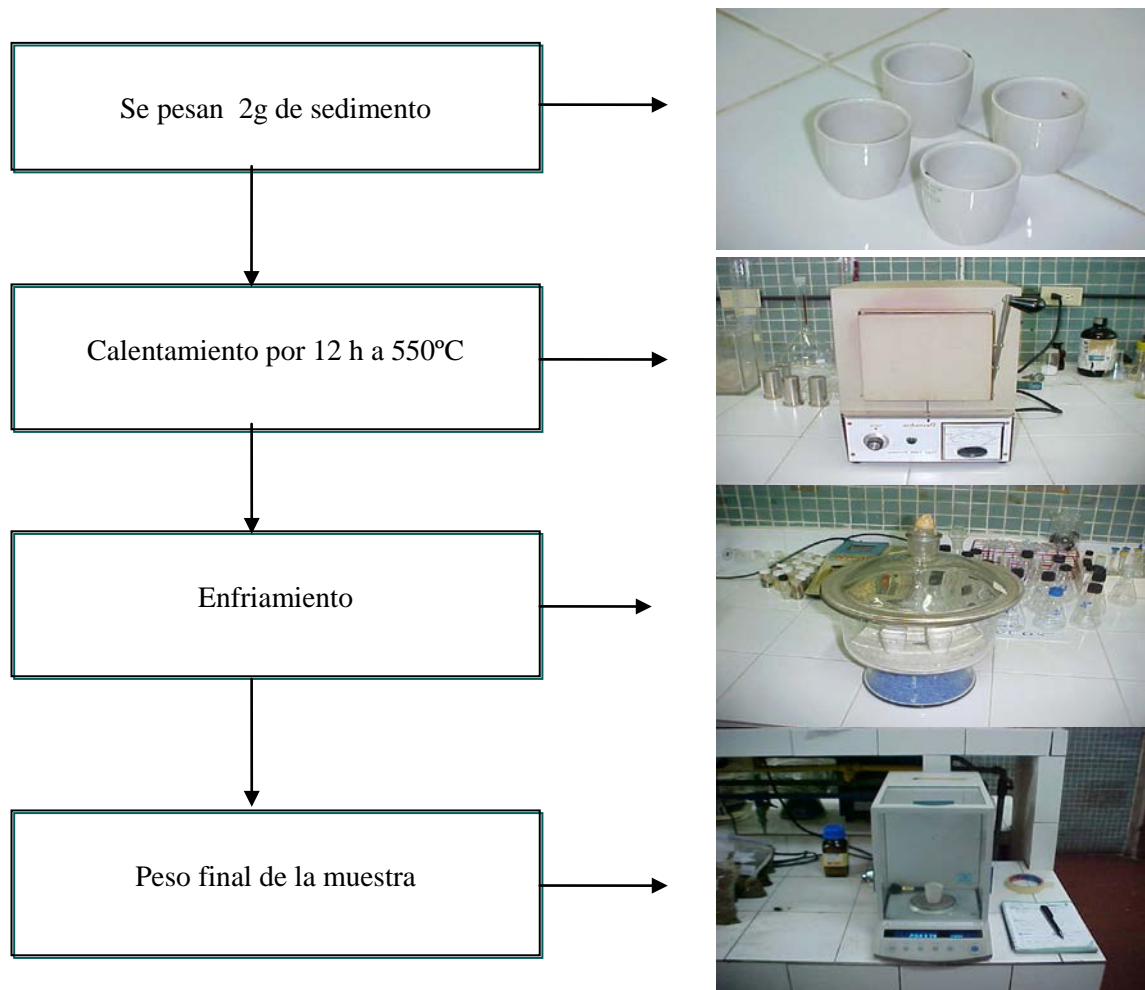 Se pesan 2g de sedimento
Calentamiento por 12 h a 550ºC
Enfriamiento
Peso final de la muestra